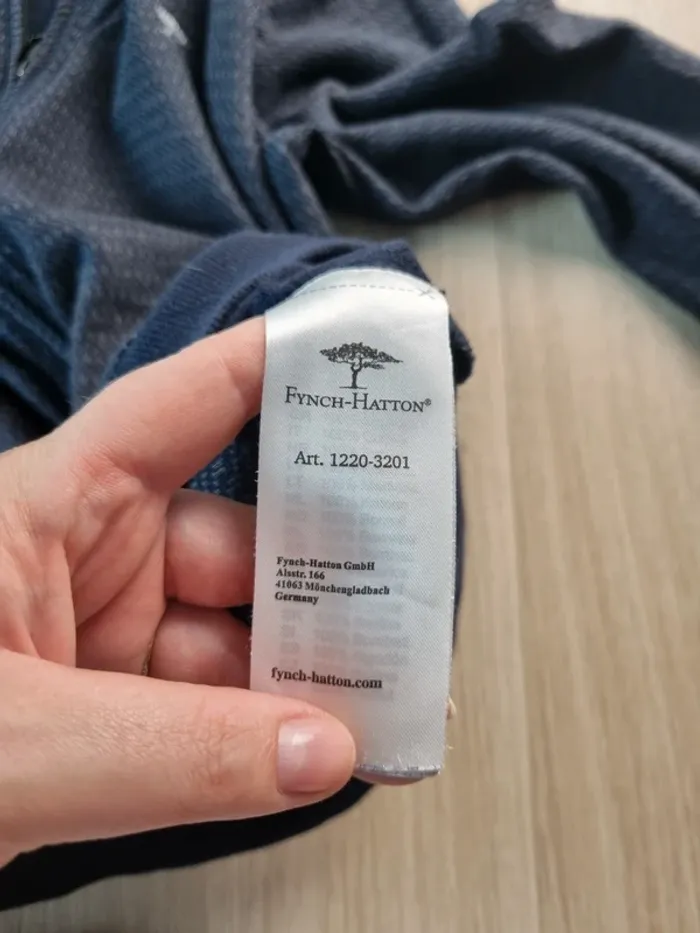 FYNCH-HATTON®
Art. 1220-3201
Fynch-Hatton GmbH
Alsstr. 166
41063 Mönchengladbach
Germany
fynch-hatton.com